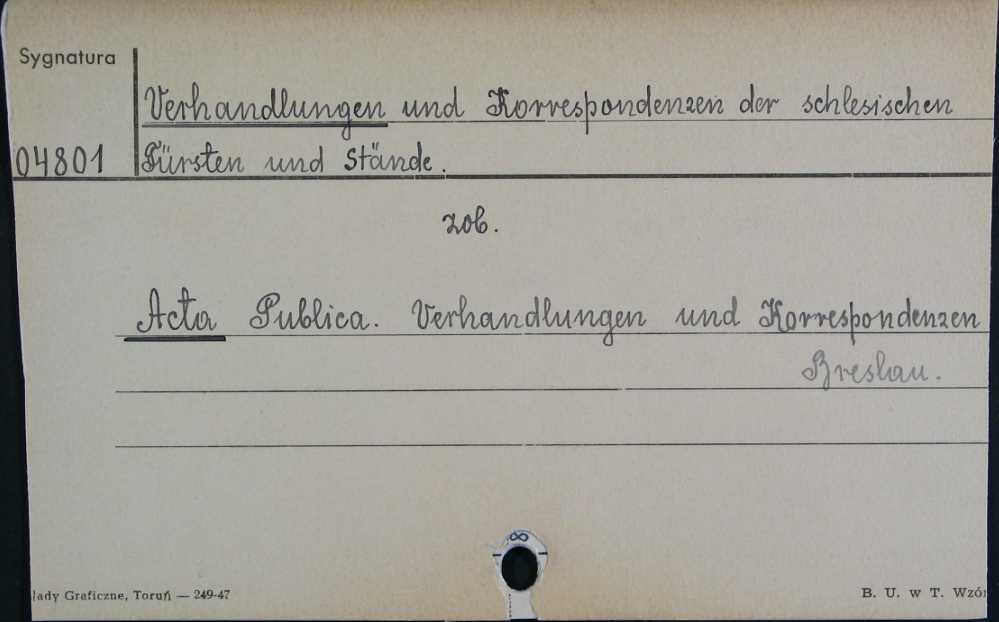 Sygnatura
Verhandlungen und Korrespondenzen der schlesischen
04801 Fürsten und Stände.
zob.
Acta Publica. Verhandlungen und Korrespondenzen
Breslau.
8
lady Graficzne, Toruń — 249-47
B. U. w T. Wzór